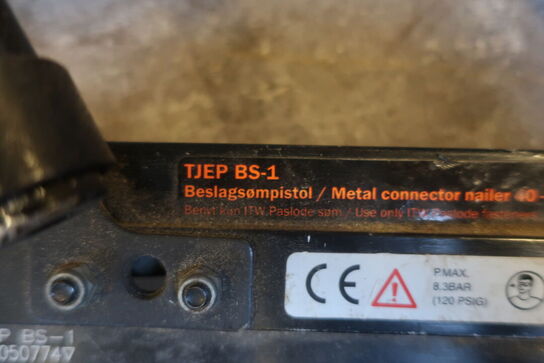 TJEP BS-1
Beslagsømpistol / Metal connector nailer 40-
Benyt kun ITW Paslode søm / Use only ITW Paslode fasteners
CE
P.MAX.
8.3BAR
(120 PSIG)
BS-1
050774V